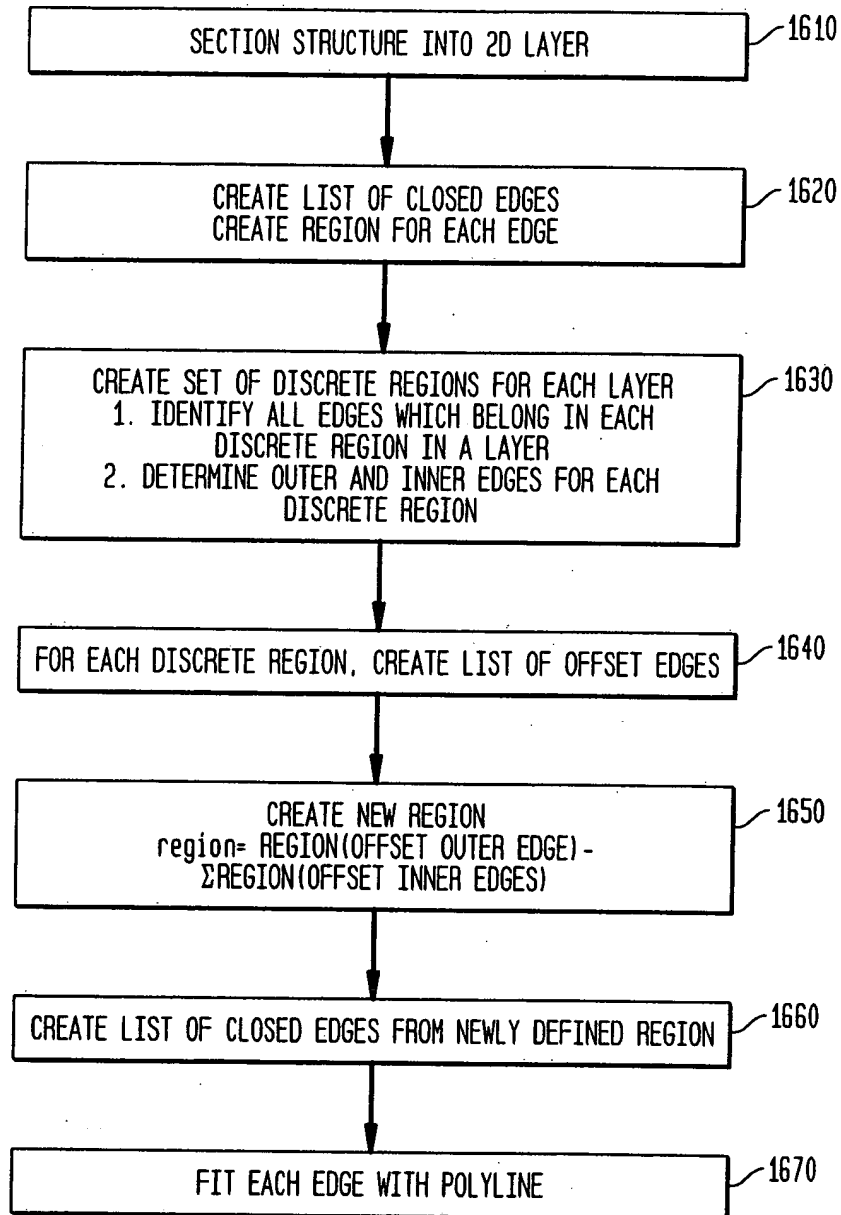 SECTION STRUCTURE INTO 2D LAYER
1610
CREATE LIST OF CLOSED EDGES
CREATE REGION FOR EACH EDGE
1620
CREATE SET OF DISCRETE REGIONS FOR EACH LAYER
1. IDENTIFY ALL EDGES WHICH BELONG IN EACH
DISCRETE REGION IN A LAYER
2. DETERMINE OUTER AND INNER EDGES FOR EACH
DISCRETE REGION
1630
FOR EACH DISCRETE REGION, CREATE LIST OF OFFSET EDGES
1640
CREATE NEW REGION
region= REGION(OFFSET OUTER EDGE)-
ΣREGION(OFFSET INNER EDGES)
1650
CREATE LIST OF CLOSED EDGES FROM NEWLY DEFINED REGION
1660
FIT EACH EDGE WITH POLYLINE
1670